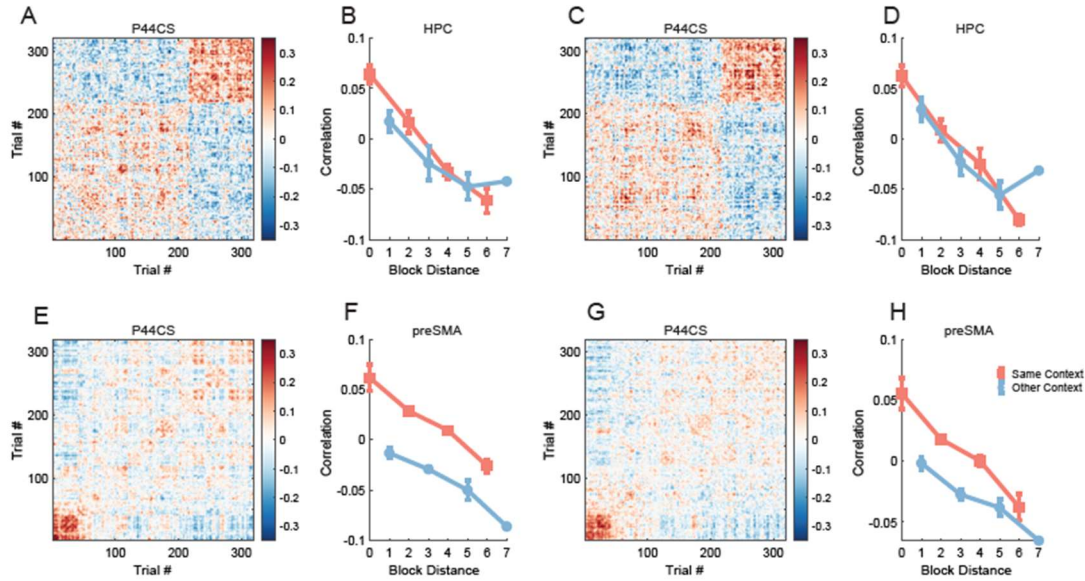 A
P44CS
Trial #
300
200
100
100
200
300
Trial #
0.3
0.2
0.1
0
-0.1
-0.2
-0.3
B
HPC
Correlation
0.1
0.05
0
-0.05
-0.1
0 1 2 3 4 5 6 7
Block Distance
C
P44CS
Trial #
300
200
100
100
200
300
Trial #
0.3
0.2
0.1
0
-0.1
-0.2
-0.3
D
HPC
Correlation
0.1
0.05
0
-0.05
-0.1
0 1 2 3 4 5 6 7
Block Distance
E
P44CS
Trial #
300
200
100
100
200
300
Trial #
0.3
0.2
0.1
0
-0.1
-0.2
-0.3
F
preSMA
Correlation
0.1
0.05
0
-0.05
-0.1
0 1 2 3 4 5 6 7
Block Distance
G
P44CS
Trial #
300
200
100
100
200
300
Trial #
0.3
0.2
0.1
0
-0.1
-0.2
-0.3
H
preSMA
Same Context
Other Context
Correlation
0.1
0.05
0
-0.05
0 1 2 3 4 5 6 7
Block Distance